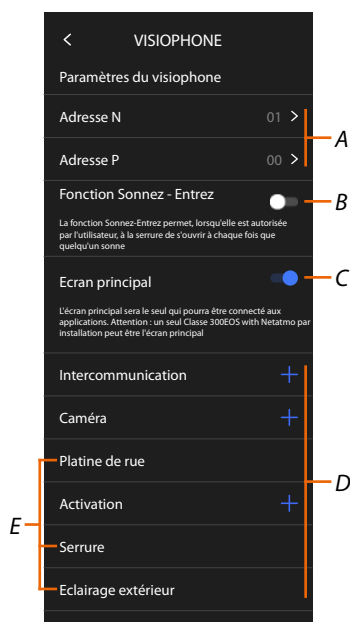 VISIOPHONE
Paramètres du visiophone
Adresse N 01
A
Adresse P 00
Fonction Sonnez - Entrez
B
La fonction Sonnez-Entrez permet, lorsqu'elle est autorisée
par l'utilisateur, à la serrure de s'ouvrir à chaque fois que
quelqu'un sonne
Ecran principal
C
L'écran principal sera le seul qui pourra être connecté aux
applications. Attention : un seul Classe 300EOS with Netatmo par
installation peut être l'écran principal
Intercommunication
Caméra
Platine de rue
D
Activation
E
Serrure
Eclairage extérieur